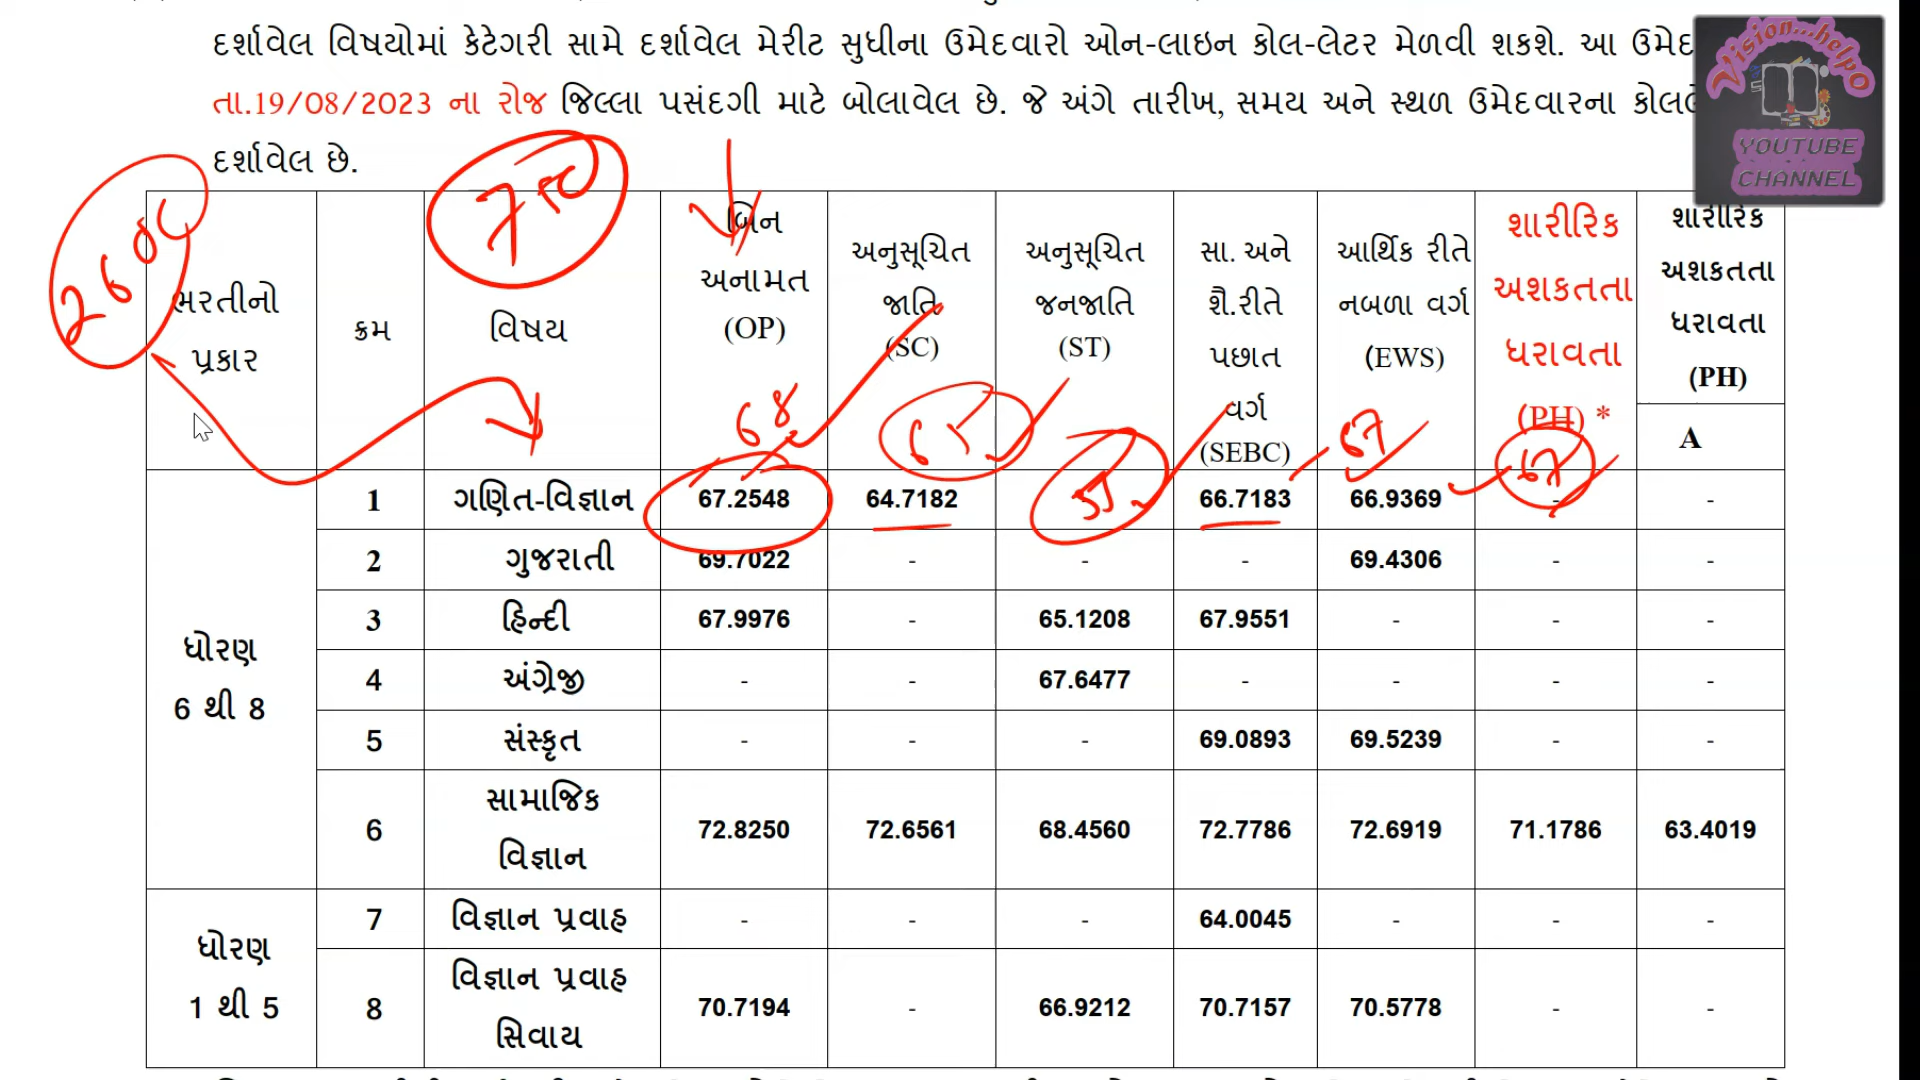 દર્શાવેલ વિષયોમાં કેટેગરી સામે દર્શાવેલ મેરીટ સુધીના ઉમેદવારો ઓન-લાઇન કોલ-લેટર મેળવી શકશે. આ
તા.19/08/2023 ના રોજ જિલ્લા પસંદગી માટે બોલાવેલ છે. જે અંગે તારીખ, સમય અને સ્થળ ઉમેદવારના
દર્શાવેલ છે.
Vision...help
YOUTUBE
CHANNEL
ભરતીનો પ્રકાર ક્રમ વિષય બિન અનામત (OP) અનુસૂચિત જાતિ (SC) અનુસૂચિત જનજાતિ (ST) સા. અને શૈ.રીતે પછાત વર્ગ (SEBC) આર્થિક રીતે નબળા વર્ગ (EWS) શારીરિક અશકતતા ધરાવતા (PH) * શારીરિક અશકતતા ધરાવતા (PH) A
68 67 67
ધોરણ 6 થી 8
1 ગણિત-વિજ્ઞાન 67.2548 64.7182 66.7183 66.9369 - -
2 ગુજરાતી 69.7022 - - - 69.4306 - -
3 હિન્દી 67.9976 - 65.1208 67.9551 - - -
4 અંગ્રેજી - - 67.6477 - - - -
5 સંસ્કૃત - - - 69.0893 69.5239 - -
6 સામાજિક વિજ્ઞાન 72.8250 72.6561 68.4560 72.7786 72.6919 71.1786 63.4019
ધોરણ 1 થી 5
7 વિજ્ઞાન પ્રવાહ - - - 64.0045 - - -
8 વિજ્ઞાન પ્રવાહ સિવાય 70.7194 - 66.9212 70.7157 70.5778 - -